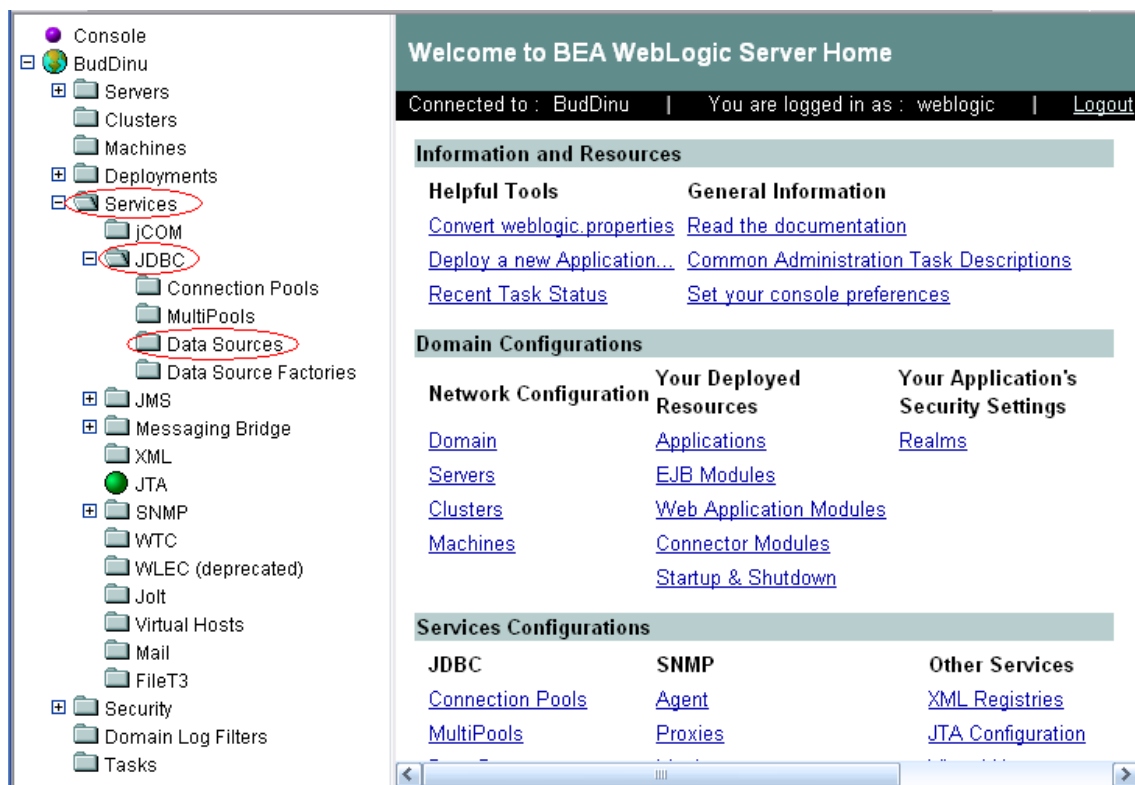 Console
BudDinu
Servers
Clusters
Machines
Deployments
Services
jCOM
JDBC
Connection Pools
MultiPools
Data Sources
Data Source Factories
JMS
Messaging Bridge
XML
JTA
SNMP
WTC
WLEC (deprecated)
Jolt
Virtual Hosts
Mail
FileT3
Security
Domain Log Filters
Tasks
Welcome to BEA WebLogic Server Home
Connected to : BudDinu | You are logged in as : weblogic | Logout
Information and Resources
Helpful Tools General Information
Convert weblogic.properties Read the documentation
Deploy a new Application... Common Administration Task Descriptions
Recent Task Status Set your console preferences
Domain Configurations
Network Configuration Your Deployed Resources Your Application's Security Settings
Domain Applications Realms
Servers EJB Modules
Clusters Web Application Modules
Machines Connector Modules
Startup & Shutdown
Services Configurations
JDBC SNMP Other Services
Connection Pools Agent XML Registries
MultiPools Proxies JTA Configuration